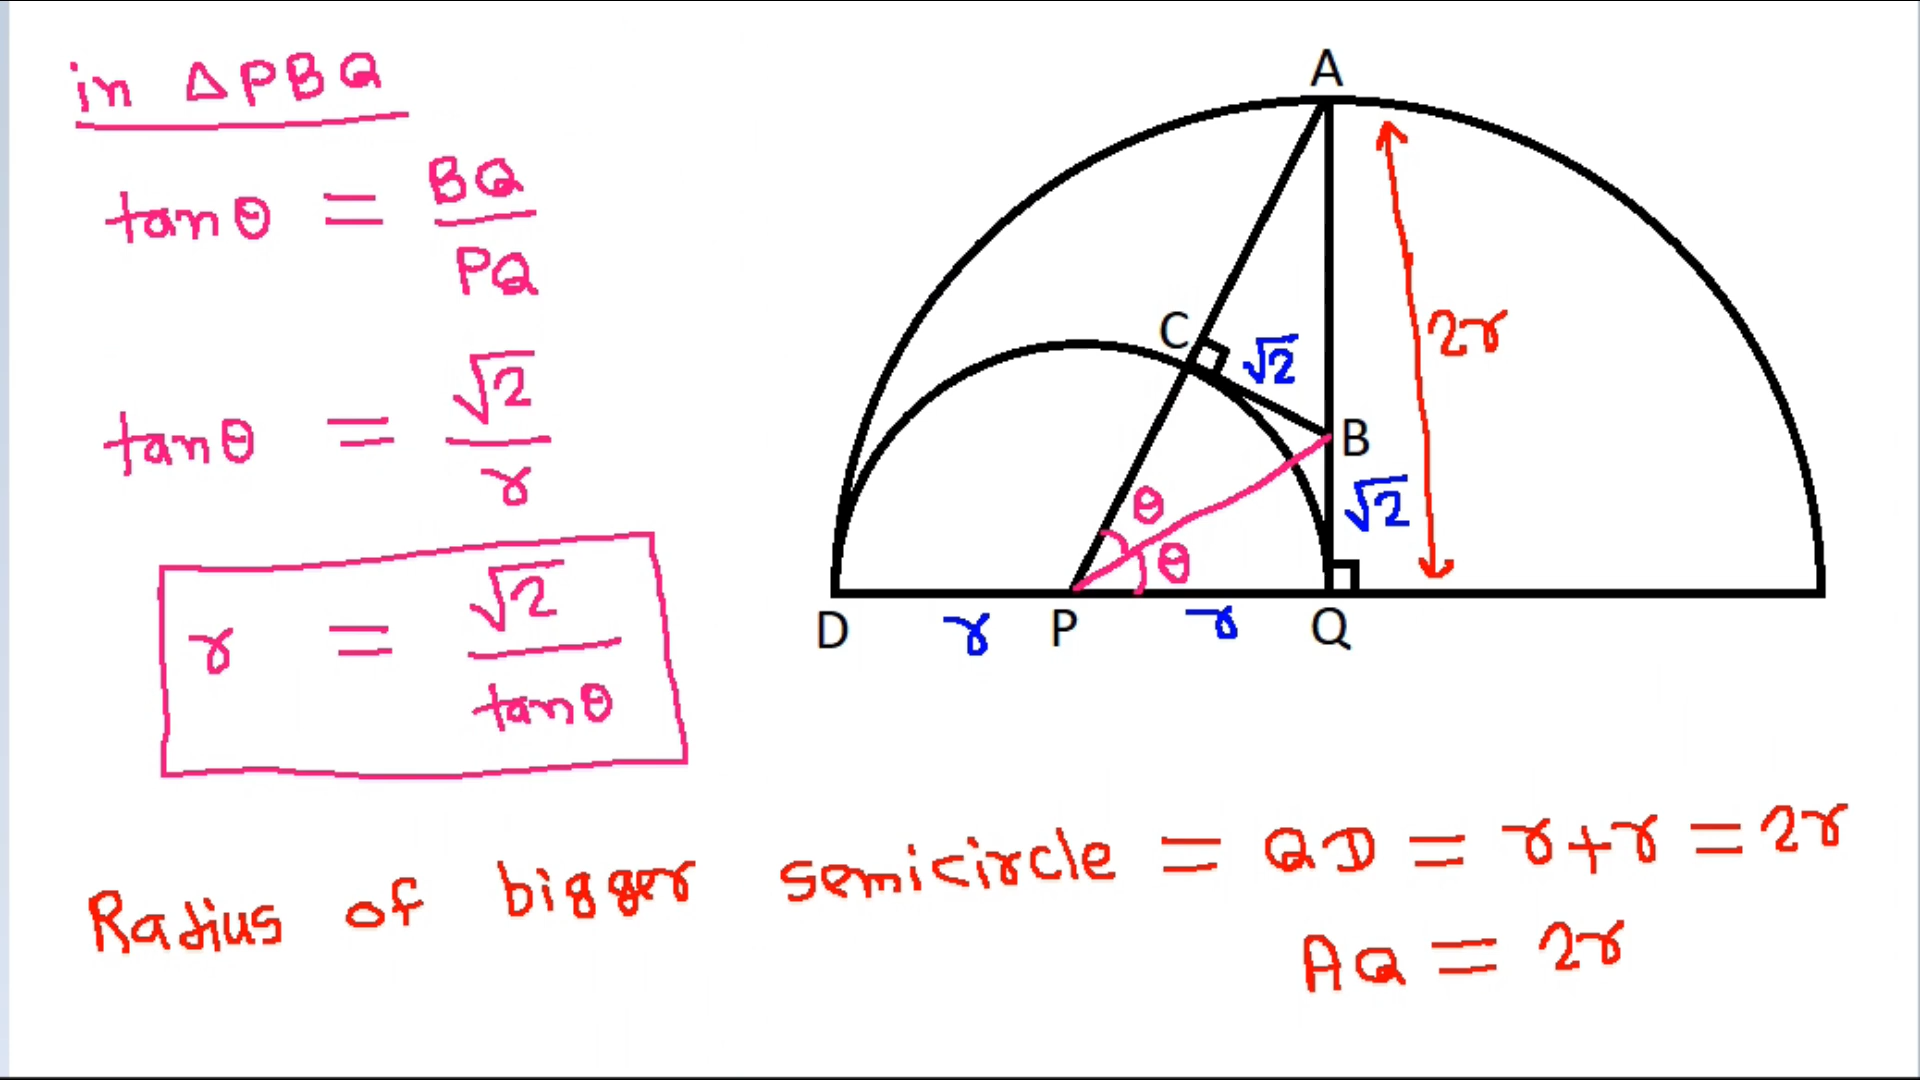 in ΔPBQ
tanθ = BQ/PQ
tanθ = √2/r
r = √2/tanθ
A
2r
C
√2
B
√2
θ
θ
D r P r Q
Radius of bigger semicircle = QD = r+r = 2r
AQ = 2r